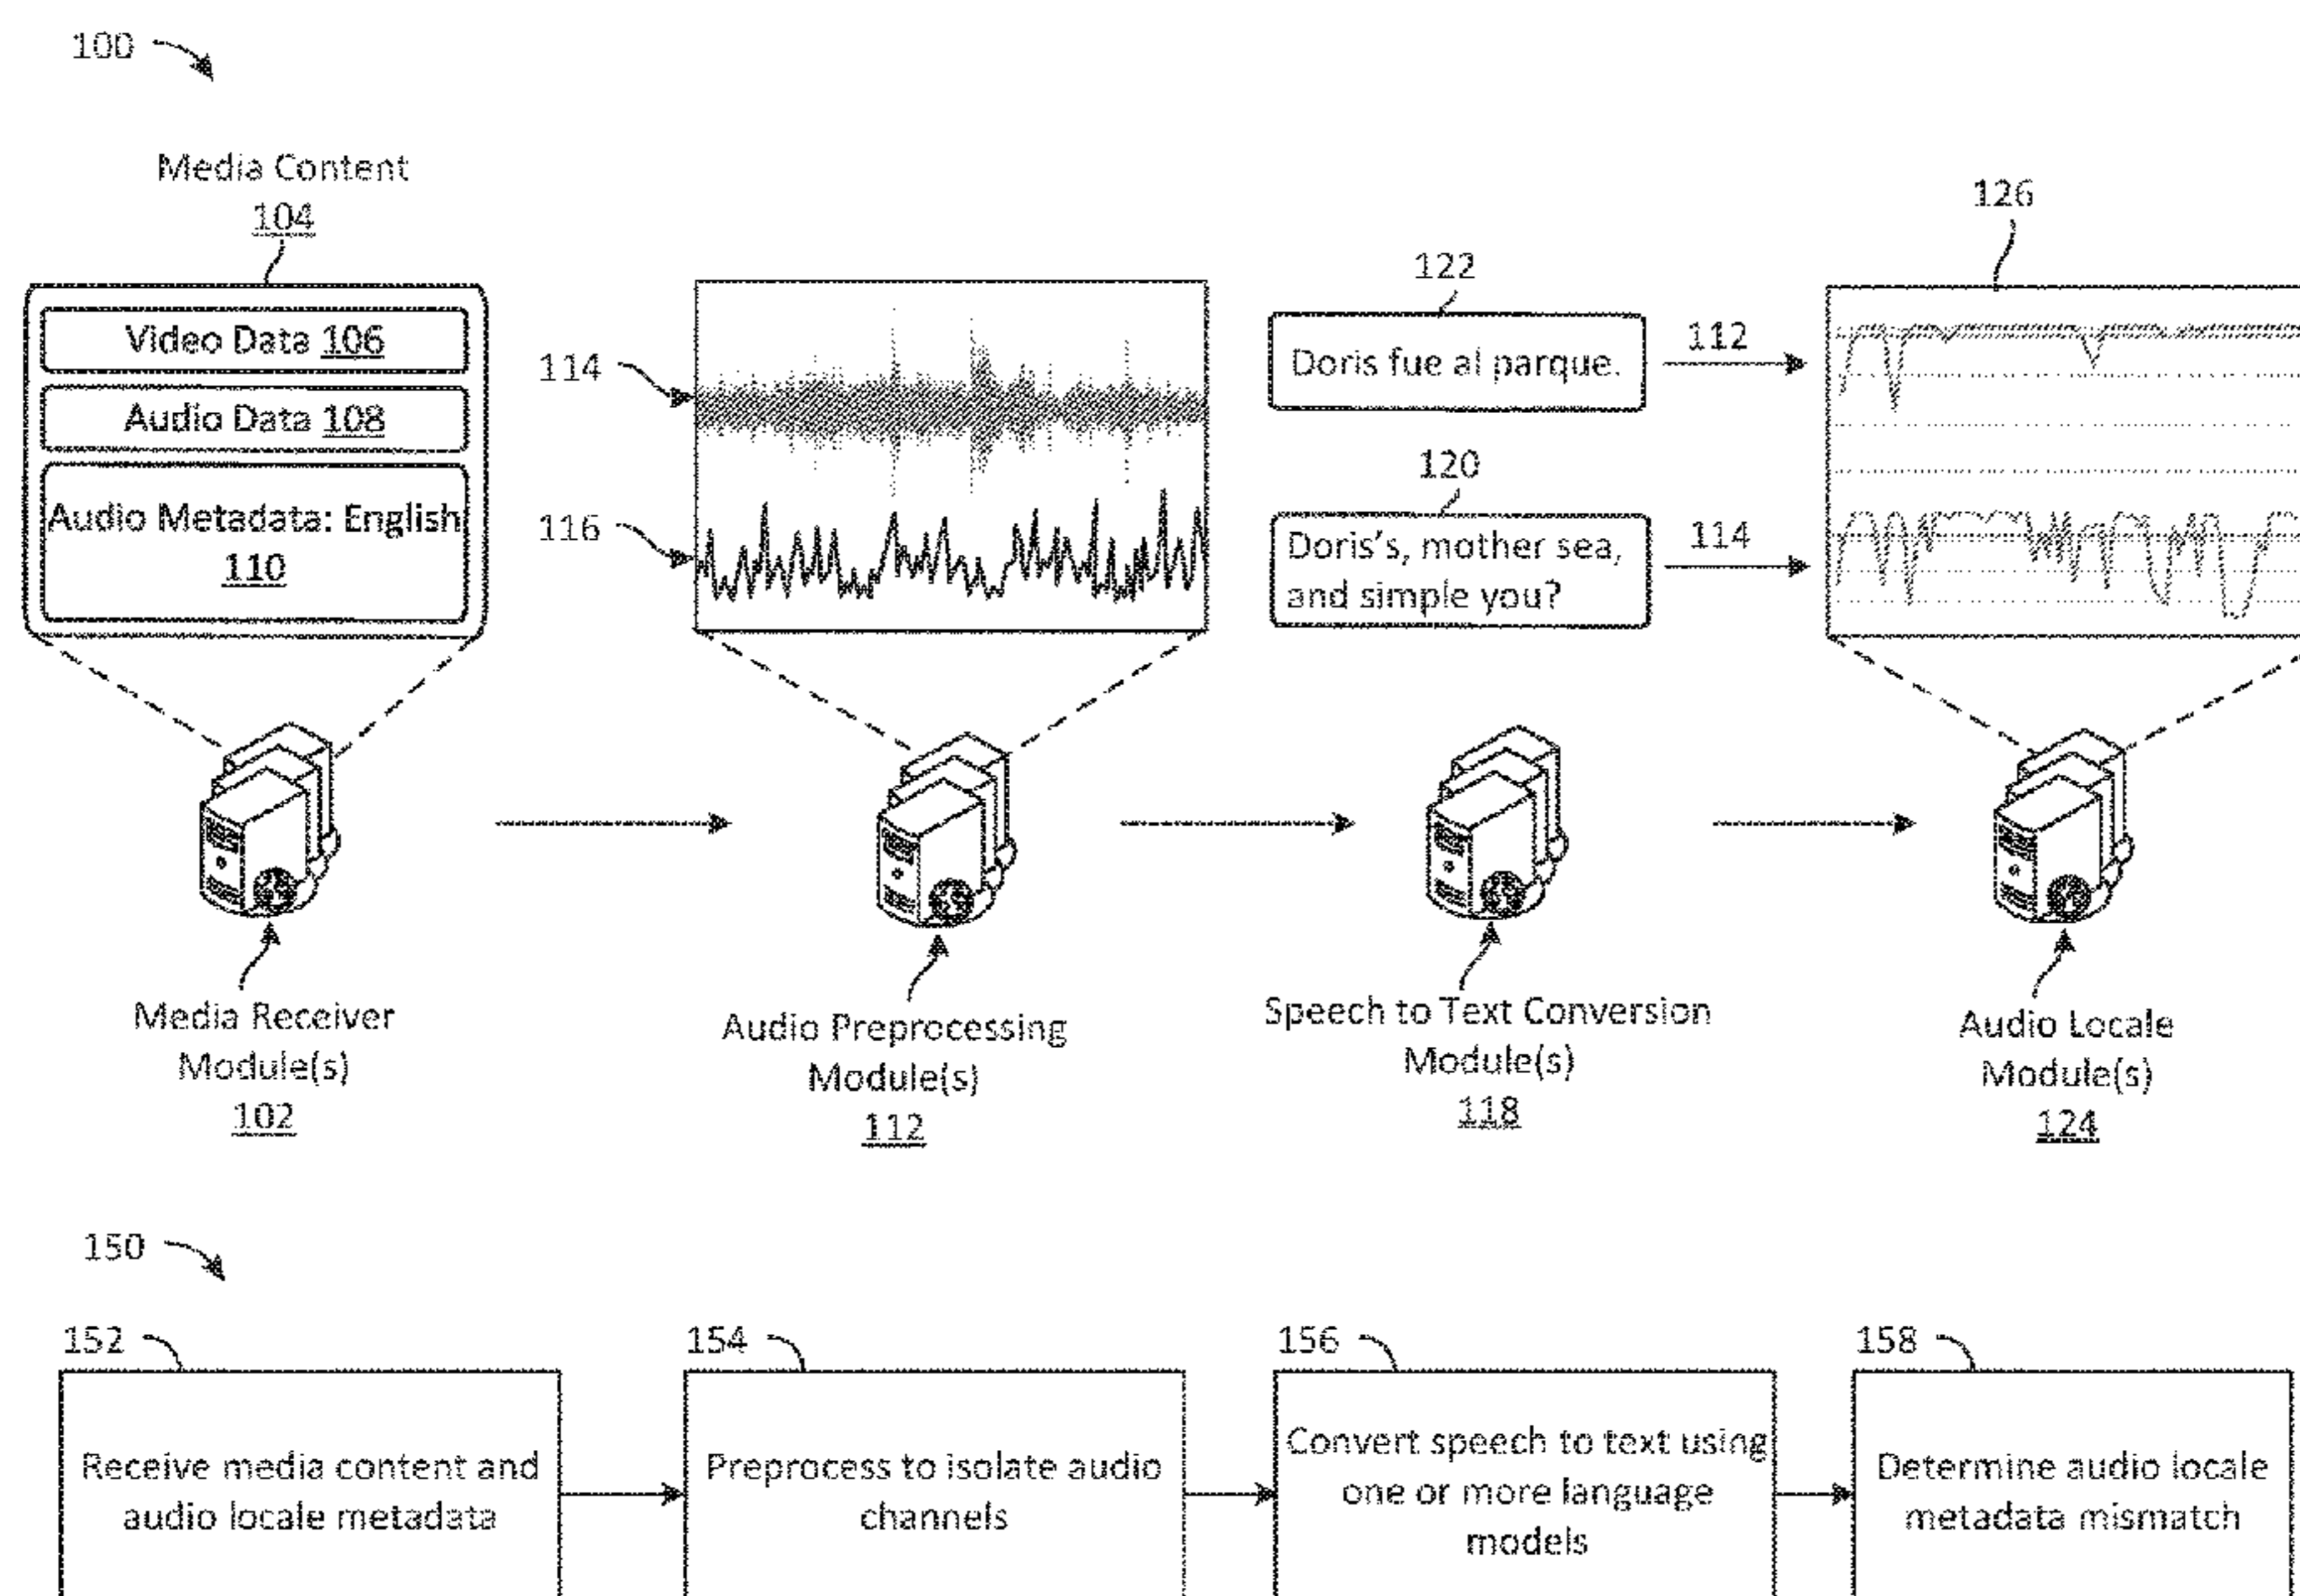 100
Media Content
104
Video Data 106
Audio Data 108
Audio Metadata: English
110
114
116
122
Doris fue al parque.
112
120
Doris's, mother sea,
and simple you?
114
126
Media Receiver
Module(s)
102
Audio Preprocessing
Module(s)
112
Speech to Text Conversion
Module(s)
118
Audio Locale
Module(s)
124
150
152
Receive media content and
audio locale metadata
154
Preprocess to isolate audio
channels
156
Convert speech to text using
one or more language
models
158
Determine audio locale
metadata mismatch